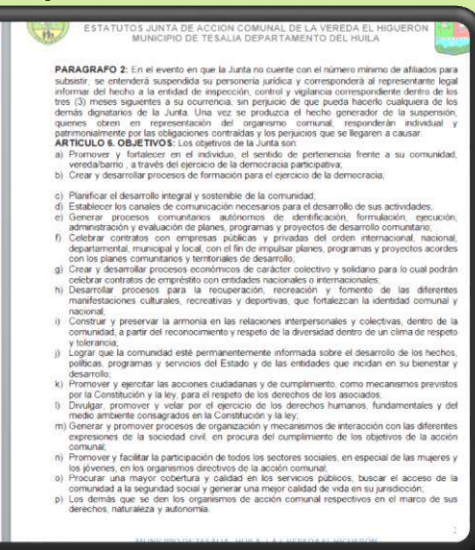 ESTATUTOS JUNTA DE ACCION COMUNAL DE LA VEREDA EL HIGUERON
MUNICIPIO DE TESALIA DEPARTAMENTO DEL HUILA
PARAGRAFO 2: En el evento en que la Junta no cuente con el número mínimo de afiliados para
subsistir, se entenderá suspendida su personería jurídica y corresponderá al representante legal
informar del hecho a la entidad de inspección, control y vigilancia correspondiente dentro de los
tres (3) meses siguientes a su ocurrencia, sin perjuicio de que pueda hacerlo cualquiera de los
demás dignatarios de la Junta. Una vez se produzca el hecho generador de la suspensión,
quienes obren en representación del organismo comunal, responderán individual y
patrimonialmente por las obligaciones contraídas y los perjuicios que se llegaren a causar.
ARTICULO 6. OBJETIVOS: Los objetivos de la Junta son:
a) Promover y fortalecer en el individuo, el sentido de pertenencia frente a su comunidad,
vereda/barrio , a través del ejercicio de la democracia participativa;
b) Crear y desarrollar procesos de formación para el ejercicio de la democracia;
c) Planificar el desarrollo integral y sostenible de la comunidad;
d) Establecer los canales de comunicación necesarios para el desarrollo de sus actividades;
e) Generar procesos comunitarios autónomos de identificación, formulación, ejecución,
administración y evaluación de planes, programas y proyectos de desarrollo comunitario;
f) Celebrar contratos con empresas públicas y privadas del orden internacional, nacional,
departamental, municipal y local, con el fin de impulsar planes, programas y proyectos acordes
con los planes comunitarios y territoriales de desarrollo;
g) Crear y desarrollar procesos económicos de carácter colectivo y solidario para lo cual podrán
celebrar contratos de empréstito con entidades nacionales o internacionales;
h) Desarrollar procesos para la recuperación, recreación y fomento de las diferentes
manifestaciones culturales, recreativas y deportivas, que fortalezcan la identidad comunal y
nacional;
i) Construir y preservar la armonía en las relaciones interpersonales y colectivas, dentro de la
comunidad, a partir del reconocimiento y respeto de la diversidad dentro de un clima de respeto
y tolerancia;
j) Lograr que la comunidad esté permanentemente informada sobre el desarrollo de los hechos,
políticas, programas y servicios del Estado y de las entidades que incidan en su bienestar y
desarrollo;
k) Promover y ejercitar las acciones ciudadanas y de cumplimiento, como mecanismos previstos
por la Constitución y la ley, para el respeto de los derechos de los asociados;
l) Divulgar, promover y velar por el ejercicio de los derechos humanos, fundamentales y del
medio ambiente consagrados en la Constitución y la ley;
m) Generar y promover procesos de organización y mecanismos de interacción con las diferentes
expresiones de la sociedad civil, en procura del cumplimiento de los objetivos de la acción
comunal;
n) Promover y facilitar la participación de todos los sectores sociales, en especial de las mujeres y
los jóvenes, en los organismos directivos de la acción comunal;
o) Procurar una mayor cobertura y calidad en los servicios públicos, buscar el acceso de la
comunidad a la seguridad social y generar una mejor calidad de vida en su jurisdicción;
p) Los demás que se den los organismos de acción comunal respectivos en el marco de sus
derechos, naturaleza y autonomía.
2